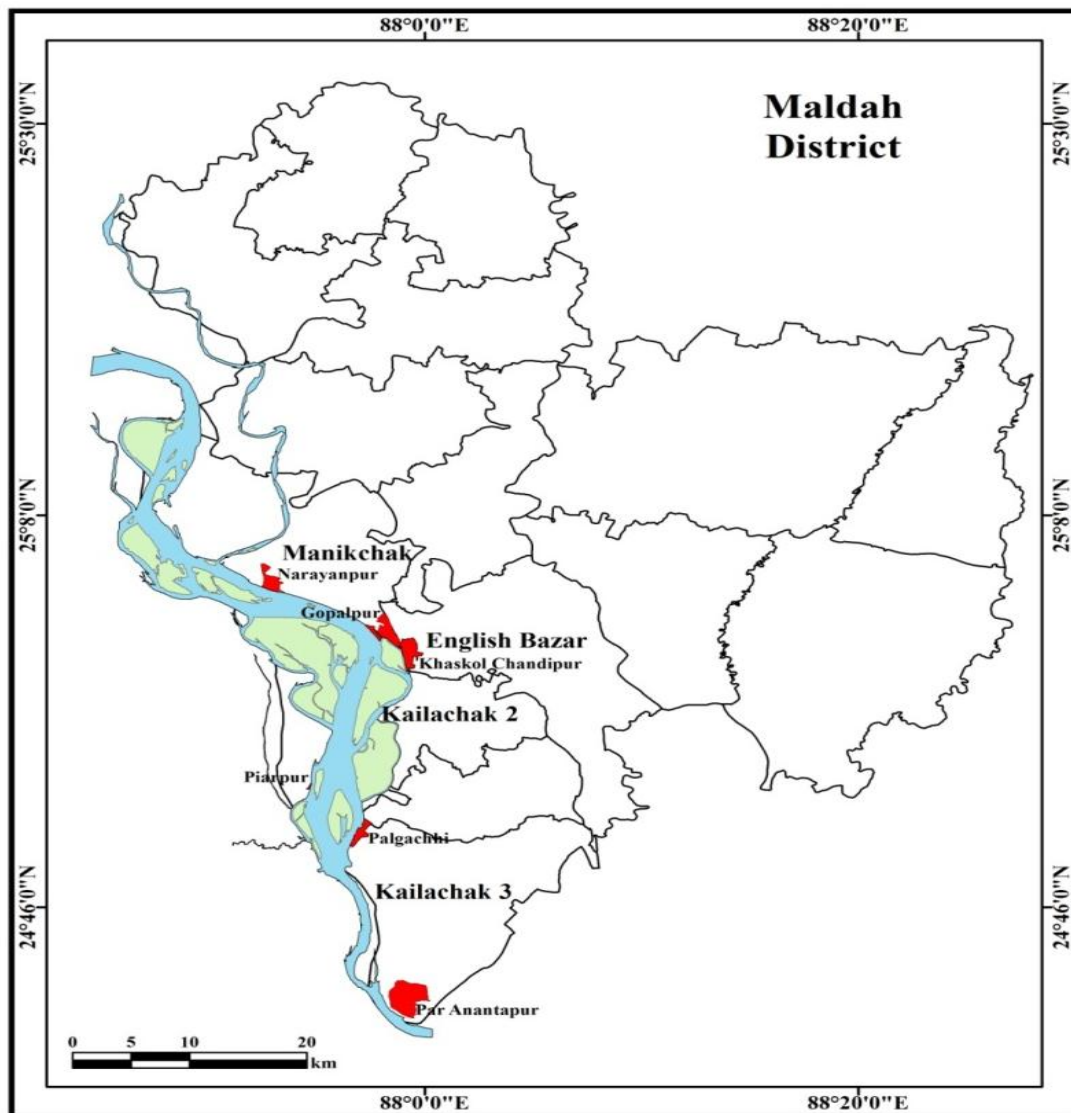 88°0'0"E
88°20'0"E
Maldah
District
25°30'0"N
25°30'0"N
25°8'0"N
25°8'0"N
Manikchak
Narayanpur
Gopalpur
English Bazar
Khaskol Chandipur
Kailachak 2
Piarpur
Palgachhi
Kailachak 3
24°46'0"N
24°46'0"N
Par Anantapur
0 5 10 20
km
88°0'0"E
88°20'0"E